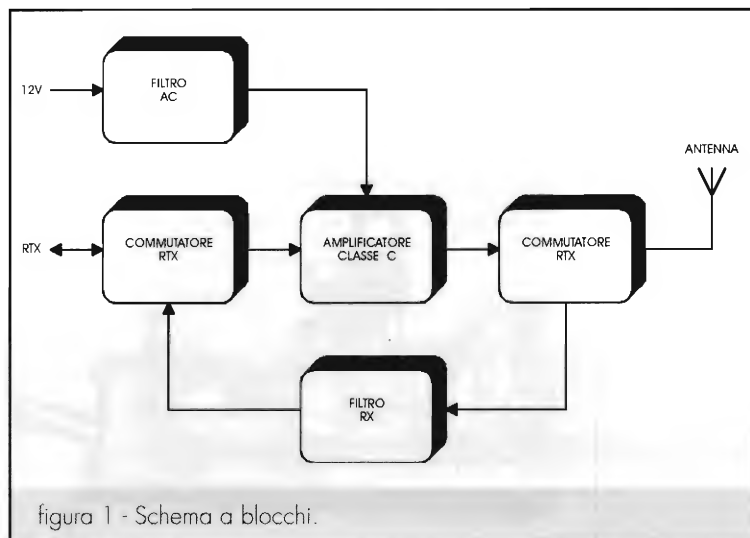 12V
FILTRO
AC
ANTENNA
RTX
COMMUTATORE
RTX
AMPLIFICATORE
CLASSE C
COMMUTATORE
RTX
FILTRO
RX
figura 1 - Schema a blocchi.